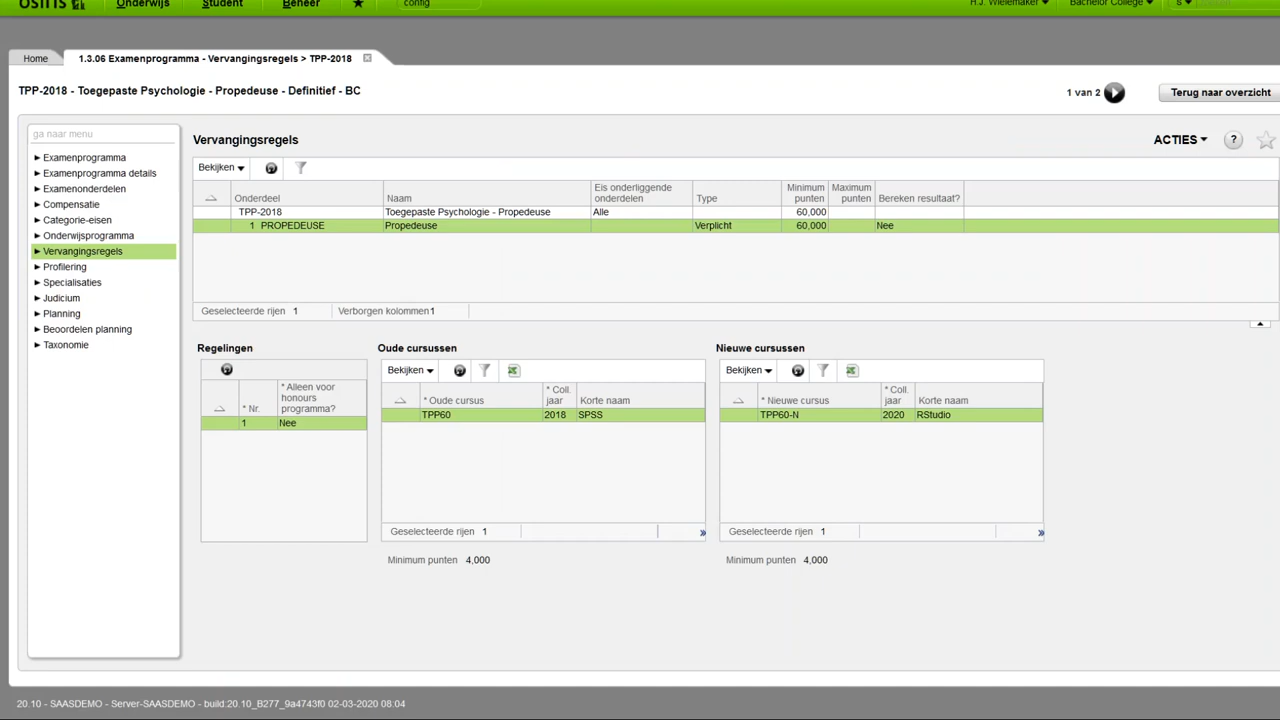 OSIRIS Onderwijs Student Beheer ★ config H.J. Wielemaker Bachelor College S
Home 1.3.06 Examenprogramma - Vervangingsregels > TPP-2018
TPP-2018 - Toegepaste Psychologie - Propedeuse - Definitief - BC 1 van 2 Terug naar overzicht
ga naar menu
Examenprogramma
Examenprogramma details
Examenonderdelen
Compensatie
Categorie-eisen
Onderwijsprogramma
Vervangingsregels
Profilering
Specialisaties
Judicium
Planning
Beoordelen planning
Taxonomie
Vervangingsregels ACTIES ?
Bekijken
Onderdeel Naam Eis onderliggende onderdelen Type Minimum punten Maximum punten Bereken resultaat?
TPP-2018 Toegepaste Psychologie - Propedeuse Alle 60,000
1 PROPEDEUSE Propedeuse Verplicht 60,000 Nee
Geselecteerde rijen 1 Verborgen kolommen 1
Regelingen
* Nr. * Alleen voor honours programma?
1 Nee
Oude cursussen
Bekijken
* Oude cursus * Coll. jaar Korte naam
TPP60 2018 SPSS
Geselecteerde rijen 1 »
Minimum punten 4,000
Nieuwe cursussen
Bekijken
* Nieuwe cursus * Coll. jaar Korte naam
TPP60-N 2020 RStudio
Geselecteerde rijen 1 »
Minimum punten 4,000
20.10 - SAASDEMO - Server-SAASDEMO - build:20.10_B277_9a4743f0 02-03-2020 08:04